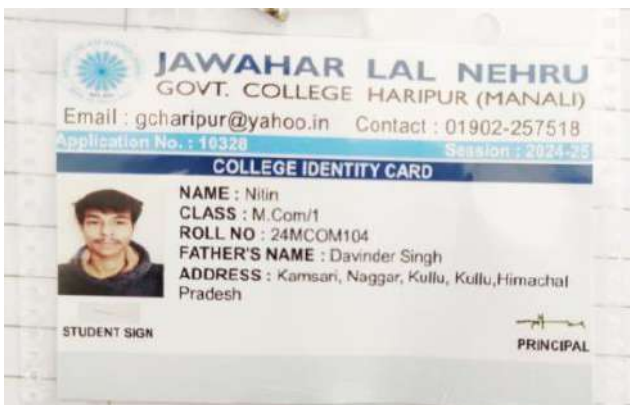 JAWAHAR LAL NEHRU
GOVT. COLLEGE HARIPUR (MANALI)
Email : gcharipur@yahoo.in Contact : 01902-257518
Application No. : 10328 Session : 2024-25
COLLEGE IDENTITY CARD
NAME : Nitin
CLASS : M.Com/1
ROLL NO : 24MCOM104
FATHER'S NAME : Davinder Singh
ADDRESS : Kamsari, Naggar, Kullu, Kullu,Himachal
Pradesh
STUDENT SIGN
PRINCIPAL